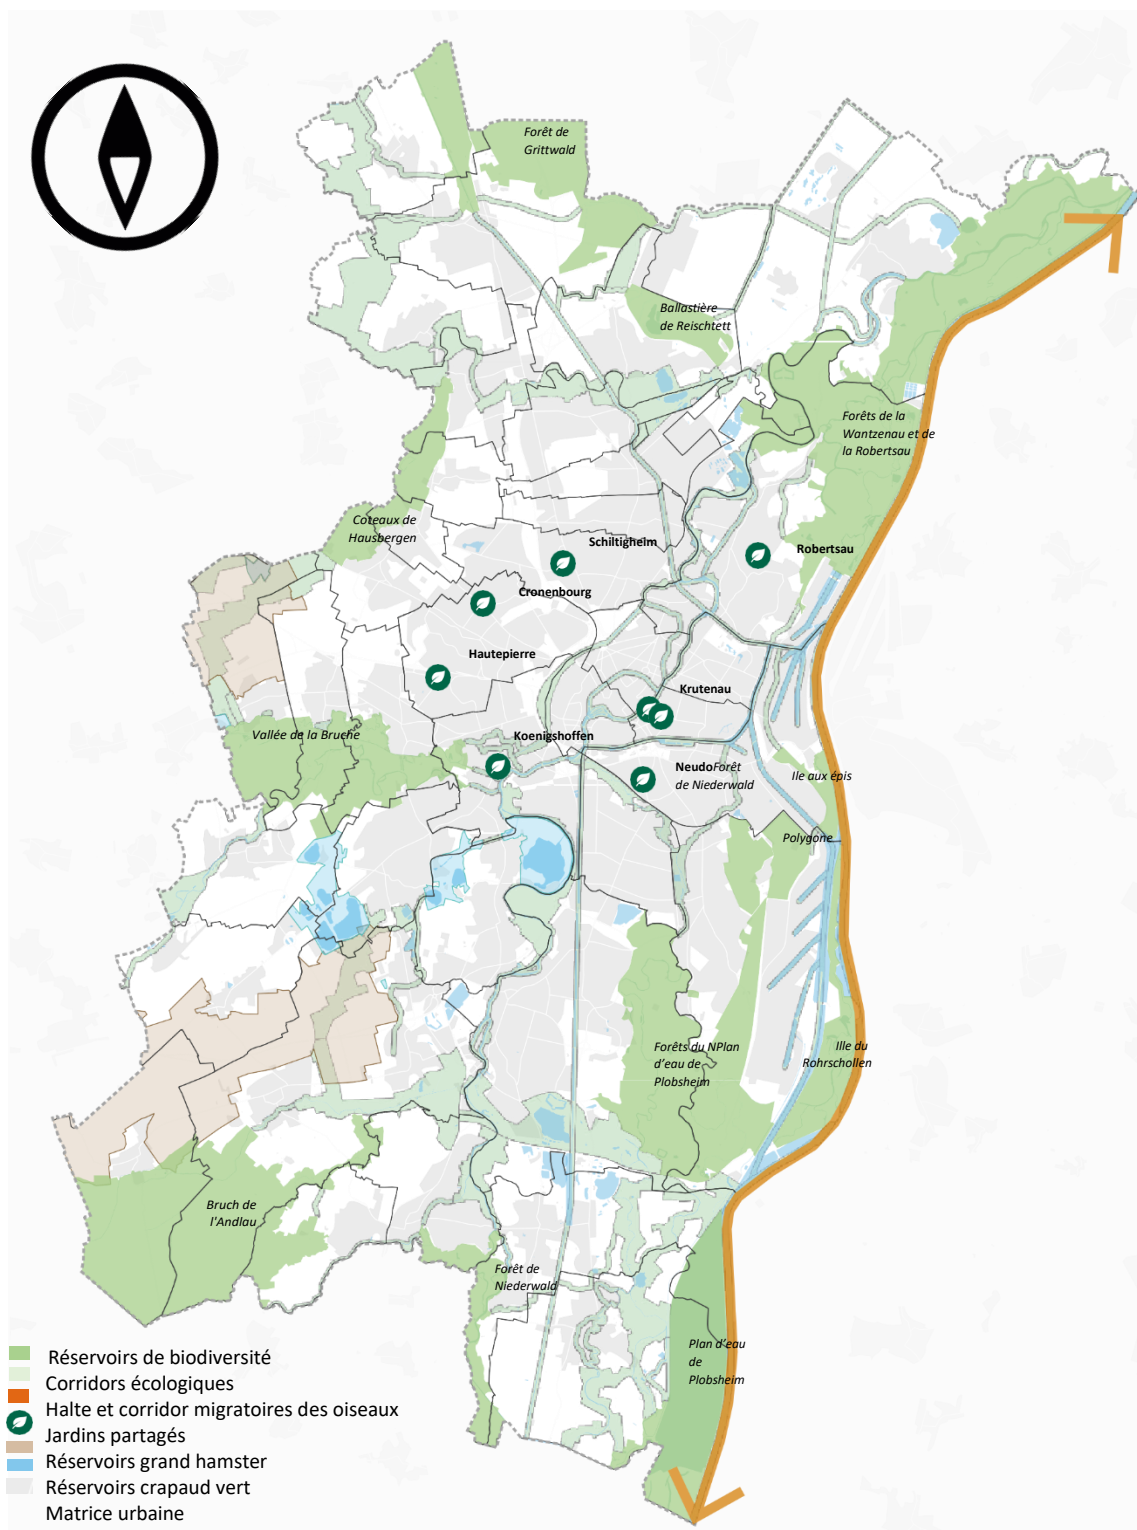 Forêt de
Grittwald
Ballastière
de Reischtett
Forêts de la
Wantzenau et de
la Robertsau
Coteaux de
Hausbergen
Schiltigheim
Robertsau
Cronenbourg
Hautepierre
Krutenau
Vallée de la Bruche
Koenigshoffen
NeudoForêt
de Niederwald
Ile aux épis
Polygone
Forêts du NPlan
d'eau de
Plobsheim
Ille du
Rohrschollen
Bruch de
l'Andlau
Forêt de
Niederwald
Plan d'eau
de
Plobsheim
Réservoirs de biodiversité
Corridors écologiques
Halte et corridor migratoires des oiseaux
Jardins partagés
Réservoirs grand hamster
Réservoirs crapaud vert
Matrice urbaine